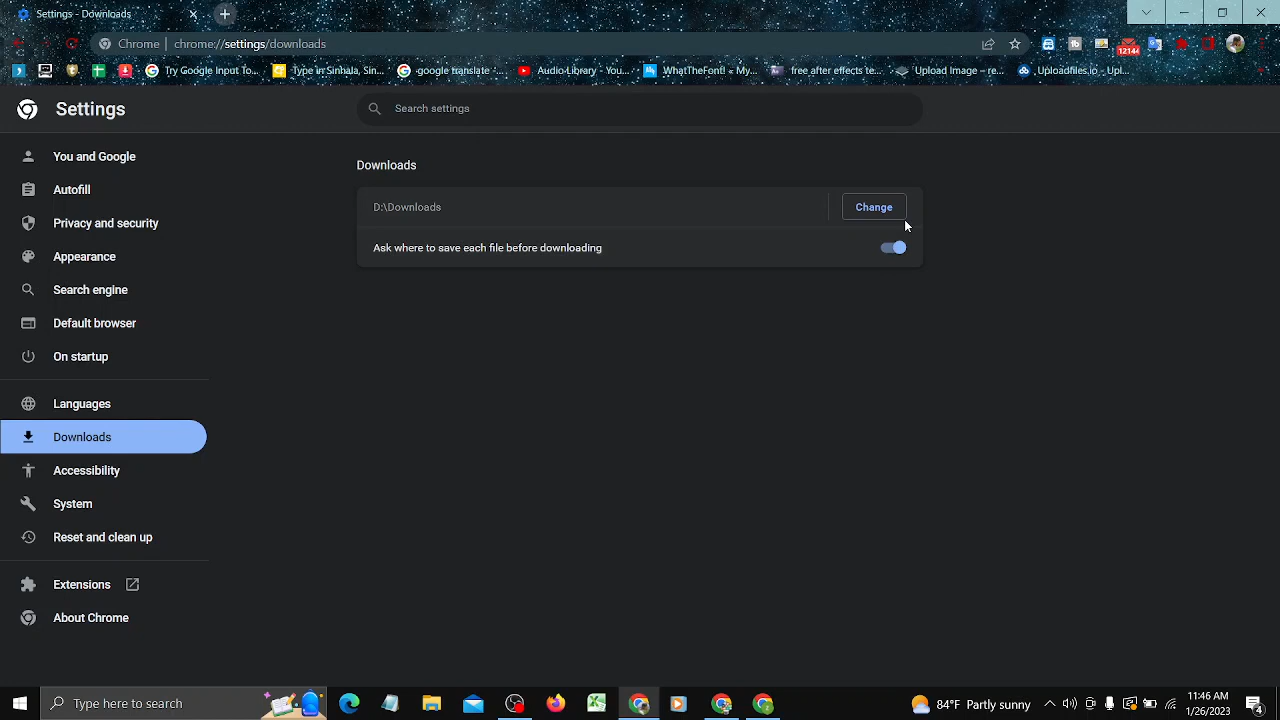 Settings - Downloads
Chrome | chrome://settings/downloads
12144
Try Google Input To...
Type in Sinhala, Sin...
google translate -...
Audio-Library - You...
WhatTheFont! « My...
free after effects te...
Upload Image - re...
Uploadfiles.io - Upl...
Settings
Search settings
You and Google
Autofill
Privacy and security
Appearance
Search engine
Default browser
On startup
Languages
Downloads
Accessibility
System
Reset and clean up
Extensions
About Chrome
Downloads
D:\Downloads
Change
Ask where to save each file before downloading
Type here to search
84°F Partly sunny
11:46 AM
1/26/2023
4